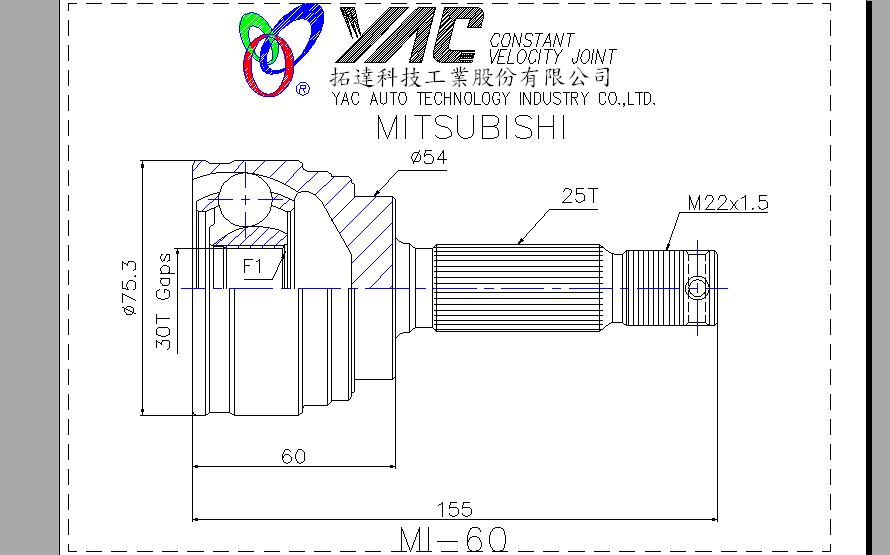 YAC
CONSTANT
VELOCITY JOINT
®
拓達科技工業股份有限公司
YAC AUTO TECHNOLOGY INDUSTRY CO.,LTD.
MITSUBISHI
ø54
25T
M22x1.5
F1
ø75.3
30T Gaps
60
155
MI-60